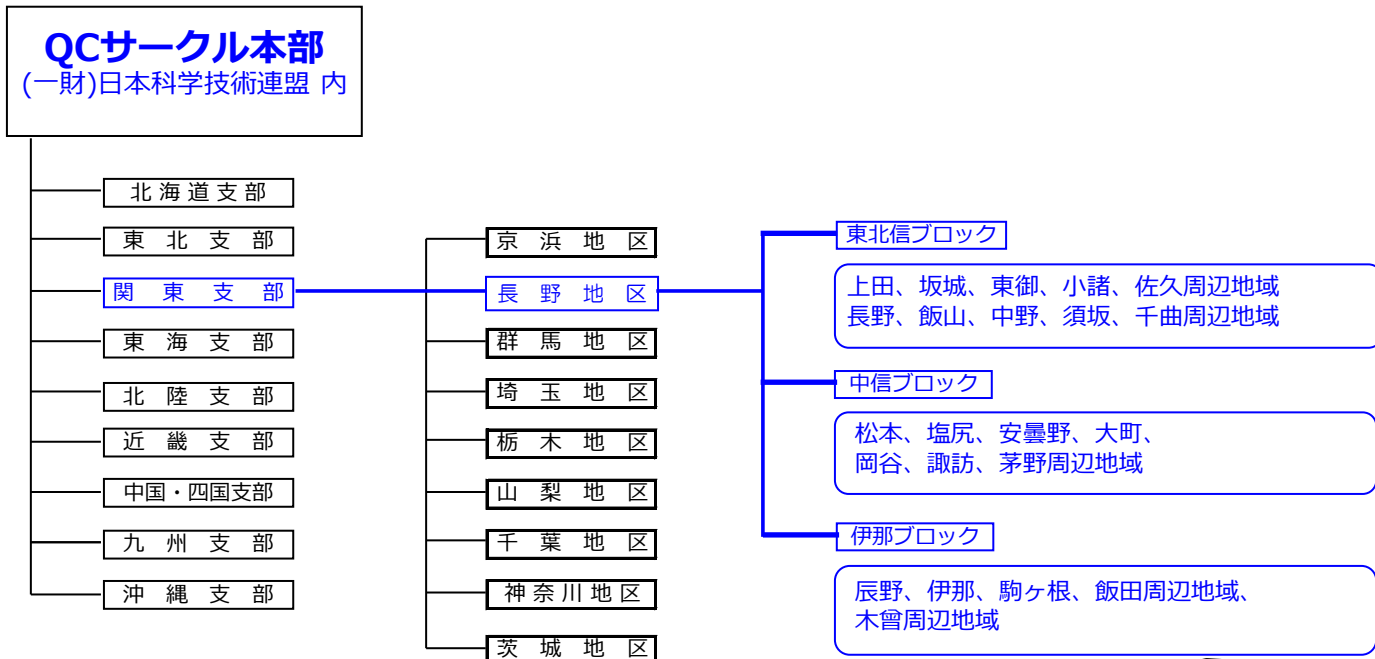 QCサークル本部
(一財)日本科学技術連盟 内
北海道支部
東北支部
関東支部
東海支部
北陸支部
近畿支部
中国・四国支部
九州支部
沖縄支部
京浜地区
長野地区
群馬地区
埼玉地区
栃木地区
山梨地区
千葉地区
神奈川地区
茨城地区
東北信ブロック
上田、坂城、東御、小諸、佐久周辺地域
長野、飯山、中野、須坂、千曲周辺地域
中信ブロック
松本、塩尻、安曇野、大町、
岡谷、諏訪、茅野周辺地域
伊那ブロック
辰野、伊那、駒ヶ根、飯田周辺地域、
木曾周辺地域